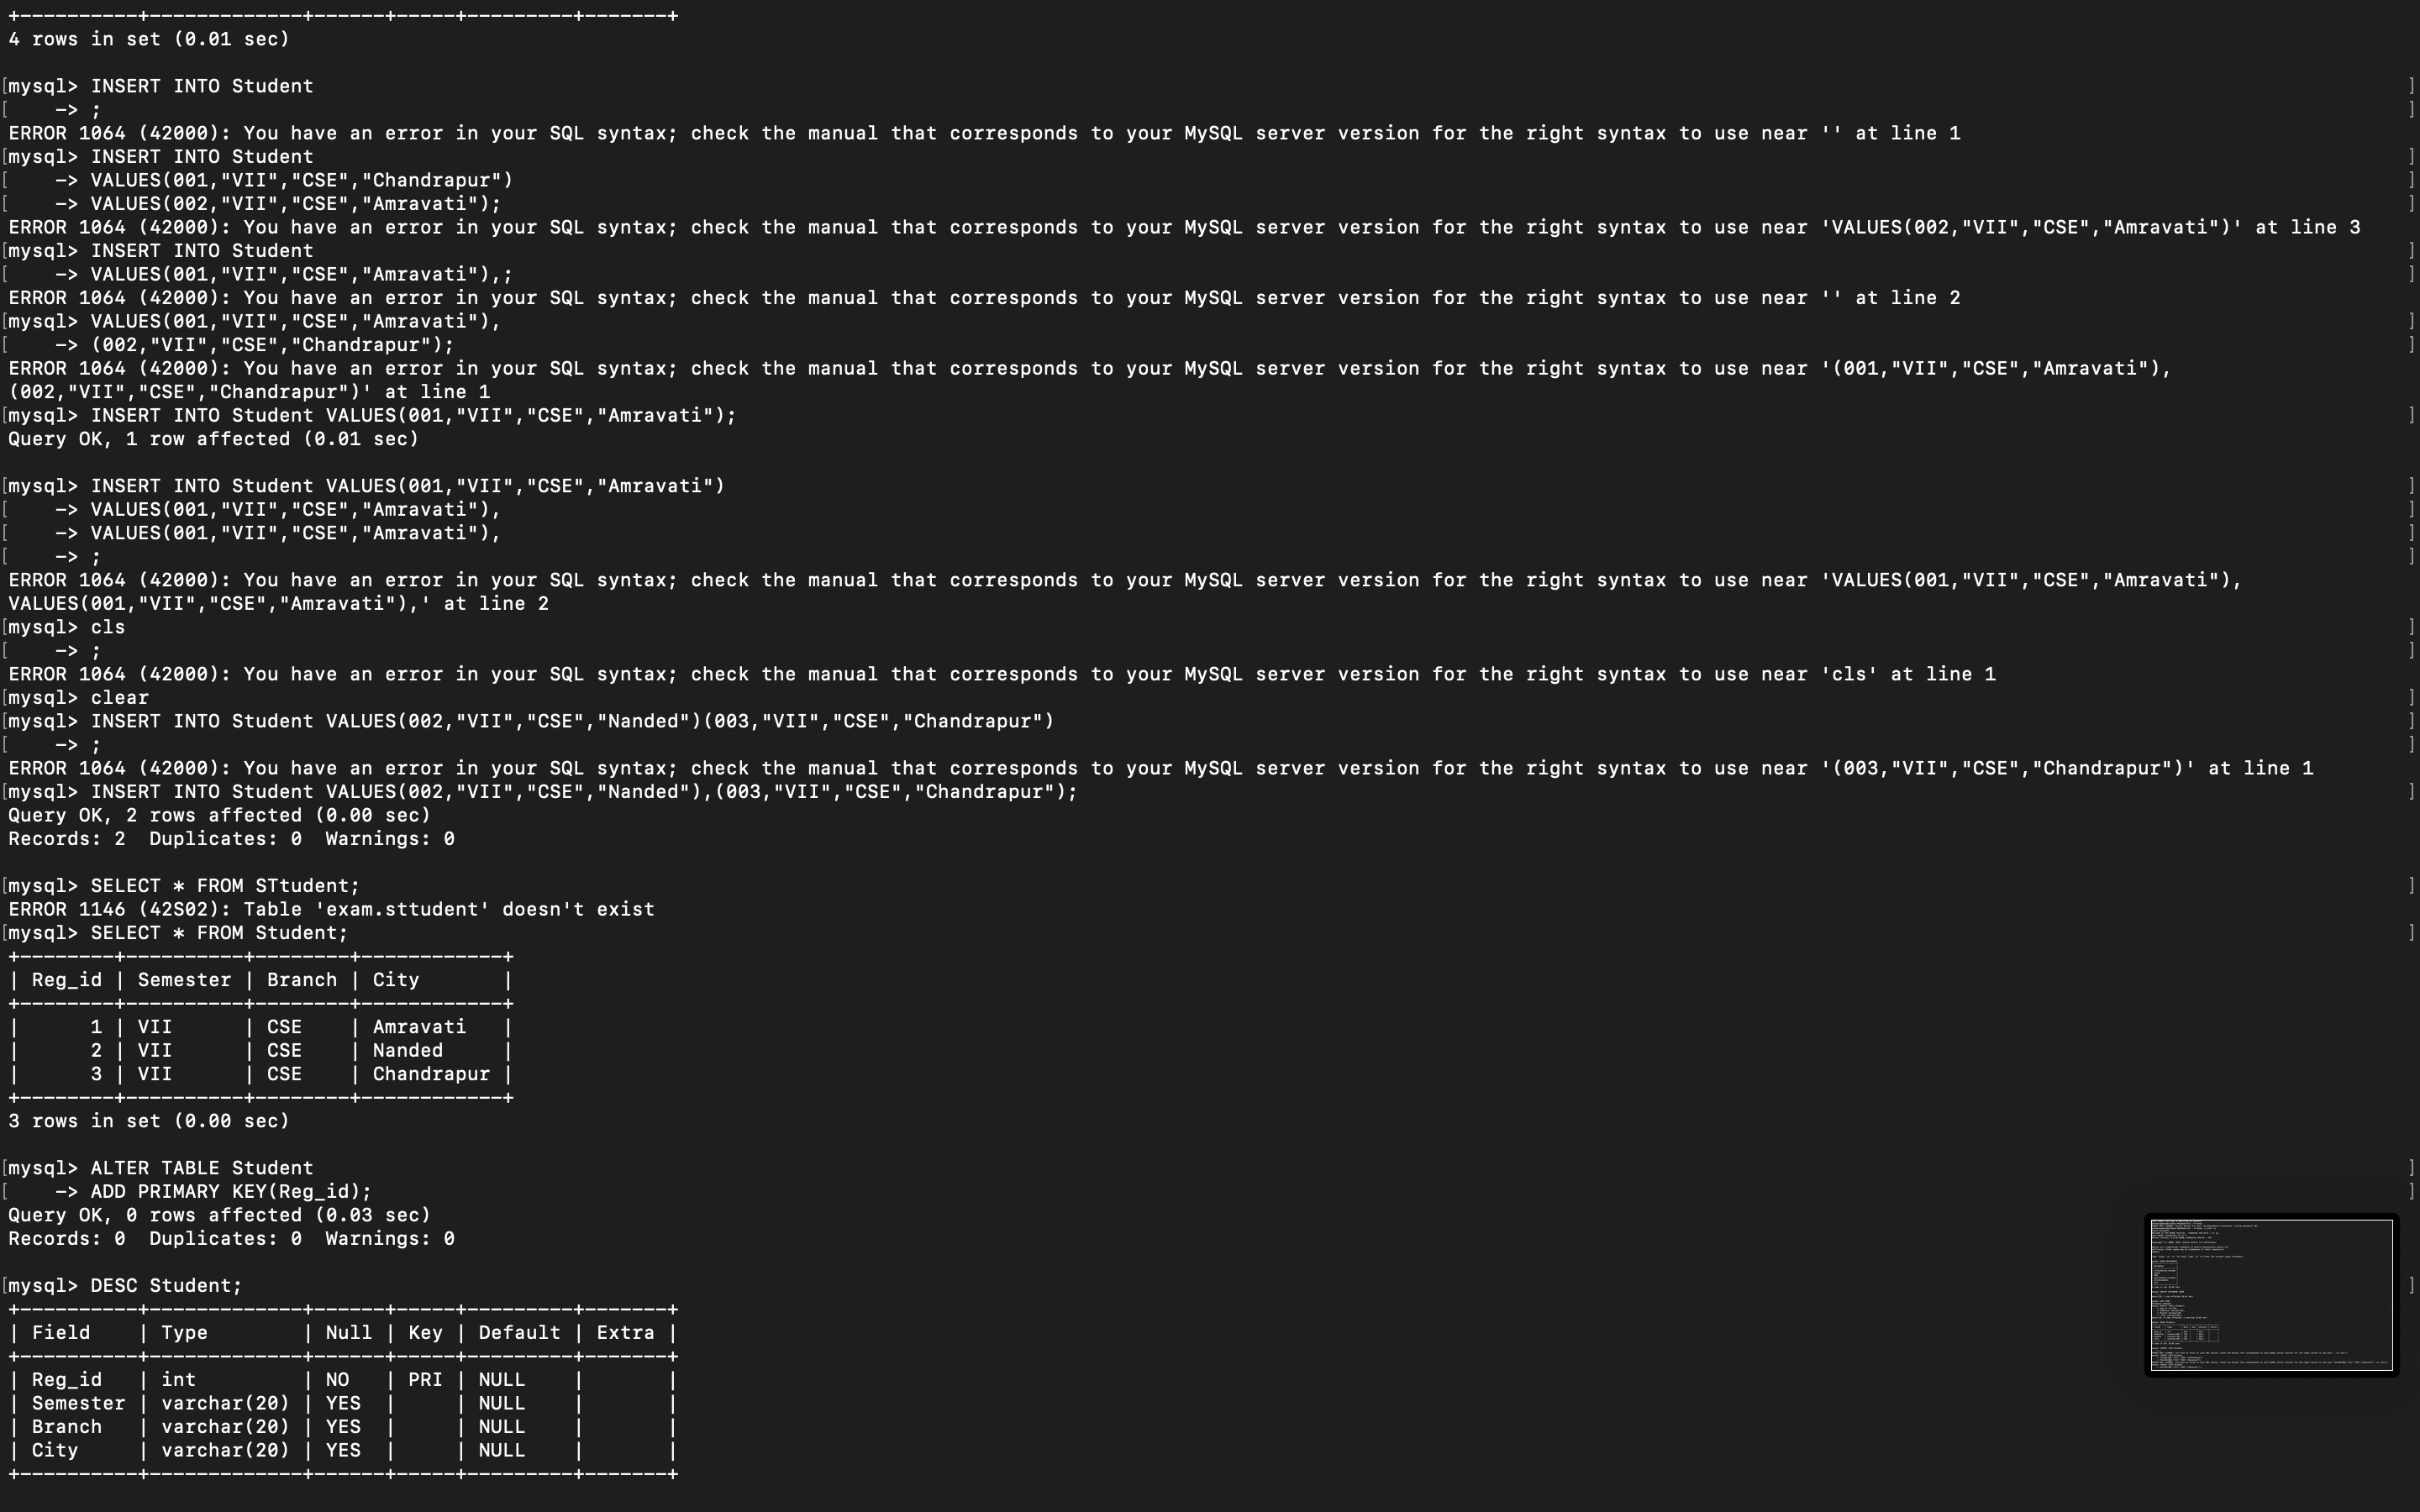 +----------+--------------+------+-----+---------+-------+
4 rows in set (0.01 sec)
[mysql> INSERT INTO Student ]
[    -> ; ]
ERROR 1064 (42000): You have an error in your SQL syntax; check the manual that corresponds to your MySQL server version for the right syntax to use near '' at line 1
[mysql> INSERT INTO Student ]
[    -> VALUES(001,"VII","CSE","Chandrapur") ]
[    -> VALUES(002,"VII","CSE","Amravati"); ]
ERROR 1064 (42000): You have an error in your SQL syntax; check the manual that corresponds to your MySQL server version for the right syntax to use near 'VALUES(002,"VII","CSE","Amravati")' at line 3
[mysql> INSERT INTO Student ]
[    -> VALUES(001,"VII","CSE","Amravati"),; ]
ERROR 1064 (42000): You have an error in your SQL syntax; check the manual that corresponds to your MySQL server version for the right syntax to use near '' at line 2
[mysql> VALUES(001,"VII","CSE","Amravati"), ]
[    -> (002,"VII","CSE","Chandrapur"); ]
ERROR 1064 (42000): You have an error in your SQL syntax; check the manual that corresponds to your MySQL server version for the right syntax to use near '(001,"VII","CSE","Amravati"),
(002,"VII","CSE","Chandrapur")' at line 1
[mysql> INSERT INTO Student VALUES(001,"VII","CSE","Amravati"); ]
Query OK, 1 row affected (0.01 sec)
[mysql> INSERT INTO Student VALUES(001,"VII","CSE","Amravati") ]
[    -> VALUES(001,"VII","CSE","Amravati"), ]
[    -> VALUES(001,"VII","CSE","Amravati"), ]
[    -> ; ]
ERROR 1064 (42000): You have an error in your SQL syntax; check the manual that corresponds to your MySQL server version for the right syntax to use near 'VALUES(001,"VII","CSE","Amravati"),
VALUES(001,"VII","CSE","Amravati"),' at line 2
[mysql> cls ]
[    -> ; ]
ERROR 1064 (42000): You have an error in your SQL syntax; check the manual that corresponds to your MySQL server version for the right syntax to use near 'cls' at line 1
[mysql> clear ]
[mysql> INSERT INTO Student VALUES(002,"VII","CSE","Nanded")(003,"VII","CSE","Chandrapur") ]
[    -> ; ]
ERROR 1064 (42000): You have an error in your SQL syntax; check the manual that corresponds to your MySQL server version for the right syntax to use near '(003,"VII","CSE","Chandrapur")' at line 1
[mysql> INSERT INTO Student VALUES(002,"VII","CSE","Nanded"),(003,"VII","CSE","Chandrapur"); ]
Query OK, 2 rows affected (0.00 sec)
Records: 2  Duplicates: 0  Warnings: 0
[mysql> SELECT * FROM STtudent; ]
ERROR 1146 (42S02): Table 'exam.sttudent' doesn't exist
[mysql> SELECT * FROM Student; ]
+--------+----------+--------+------------+
| Reg_id | Semester | Branch | City       |
+--------+----------+--------+------------+
|      1 | VII      | CSE    | Amravati   |
|      2 | VII      | CSE    | Nanded     |
|      3 | VII      | CSE    | Chandrapur |
+--------+----------+--------+------------+
3 rows in set (0.00 sec)
[mysql> ALTER TABLE Student ]
[    -> ADD PRIMARY KEY(Reg_id); ]
Query OK, 0 rows affected (0.03 sec)
Records: 0  Duplicates: 0  Warnings: 0
[mysql> DESC Student; ]
+----------+-------------+------+-----+---------+-------+
| Field    | Type        | Null | Key | Default | Extra |
+----------+-------------+------+-----+---------+-------+
| Reg_id   | int         | NO   | PRI | NULL    |       |
| Semester | varchar(20) | YES  |     | NULL    |       |
| Branch   | varchar(20) | YES  |     | NULL    |       |
| City     | varchar(20) | YES  |     | NULL    |       |
+----------+-------------+------+-----+---------+-------+